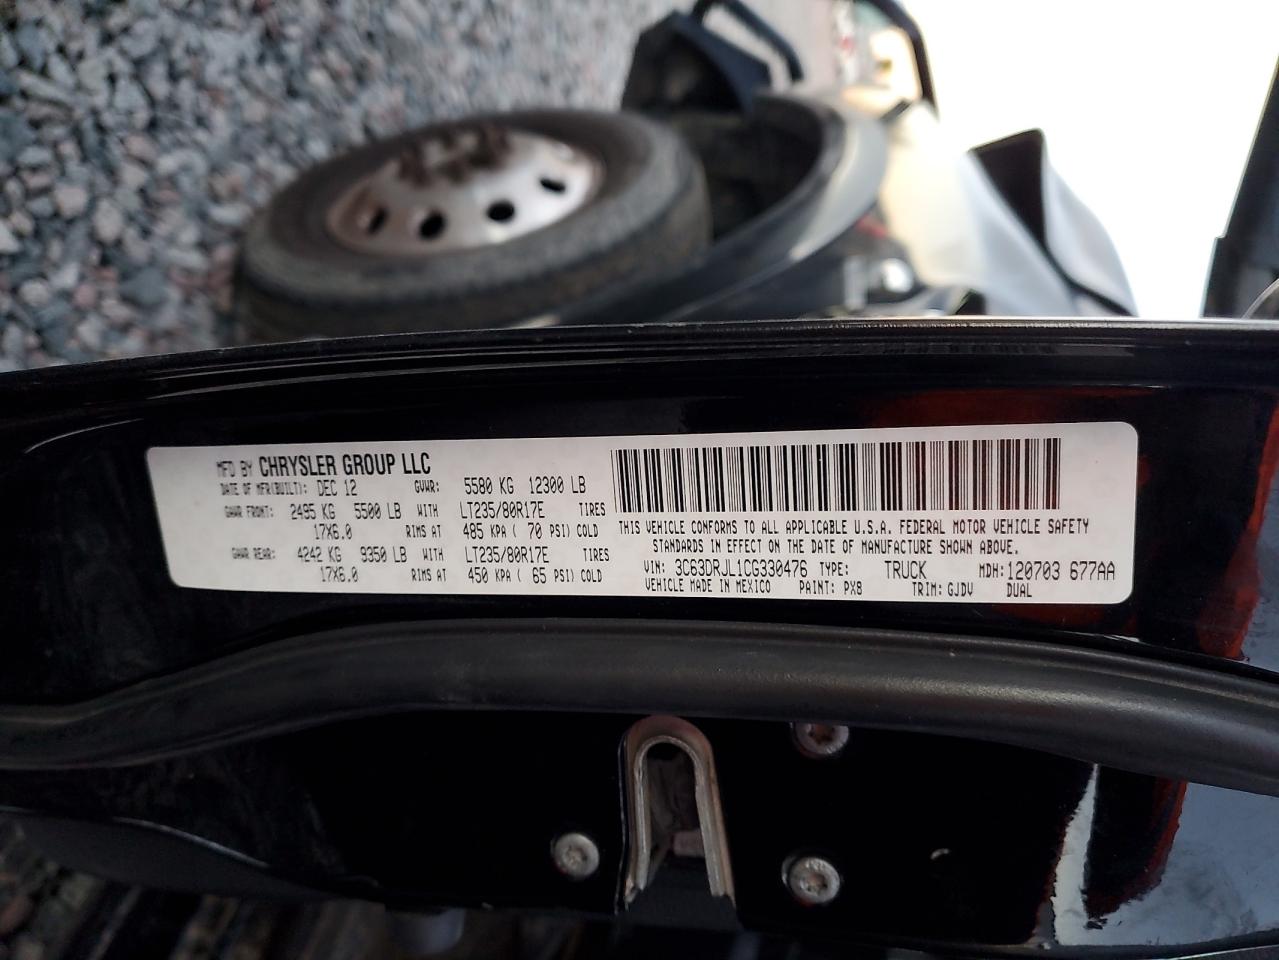 MFD BY CHRYSLER GROUP LLC
DATE OF MFR(BUILT): DEC 12 GVWR: 5580 KG 12300 LB
GAWR FRONT: 2495 KG 5500 LB WITH LT235/80R17E TIRES
17X6.0 RIMS AT 485 KPA ( 70 PSI) COLD
GAWR REAR: 4242 KG 9350 LB WITH LT235/80R17E TIRES
17X6.0 RIMS AT 450 KPA ( 65 PSI) COLD
THIS VEHICLE CONFORMS TO ALL APPLICABLE U.S.A. FEDERAL MOTOR VEHICLE SAFETY
STANDARDS IN EFFECT ON THE DATE OF MANUFACTURE SHOWN ABOVE.
VIN: 3C63DRJL1CG330476 TYPE: TRUCK MDH: 120703 677AA
VEHICLE MADE IN MEXICO PAINT: PX8 TRIM: GJDV DUAL